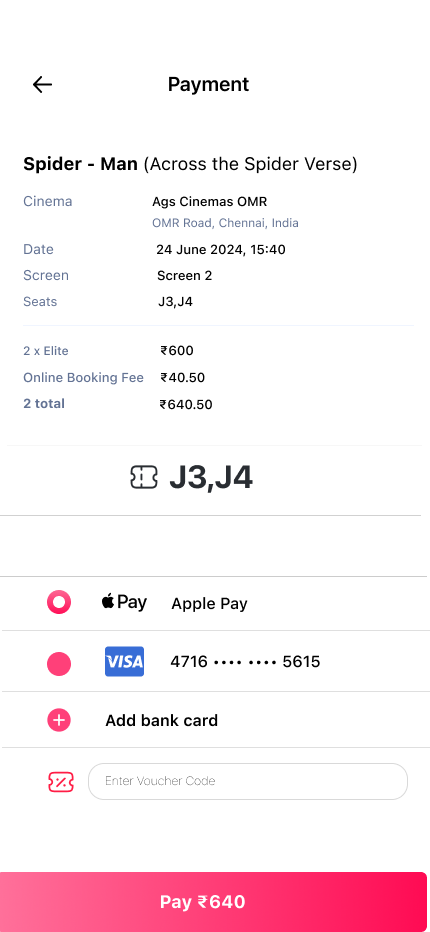 Payment
Spider - Man (Across the Spider Verse)
Cinema Ags Cinemas OMR
OMR Road, Chennai, India
Date 24 June 2024, 15:40
Screen Screen 2
Seats J3,J4
2 x Elite ₹600
Online Booking Fee ₹40.50
2 total ₹640.50
J3,J4
Pay Apple Pay
VISA 4716 •••• •••• 5615
Add bank card
Enter Voucher Code
Pay ₹640